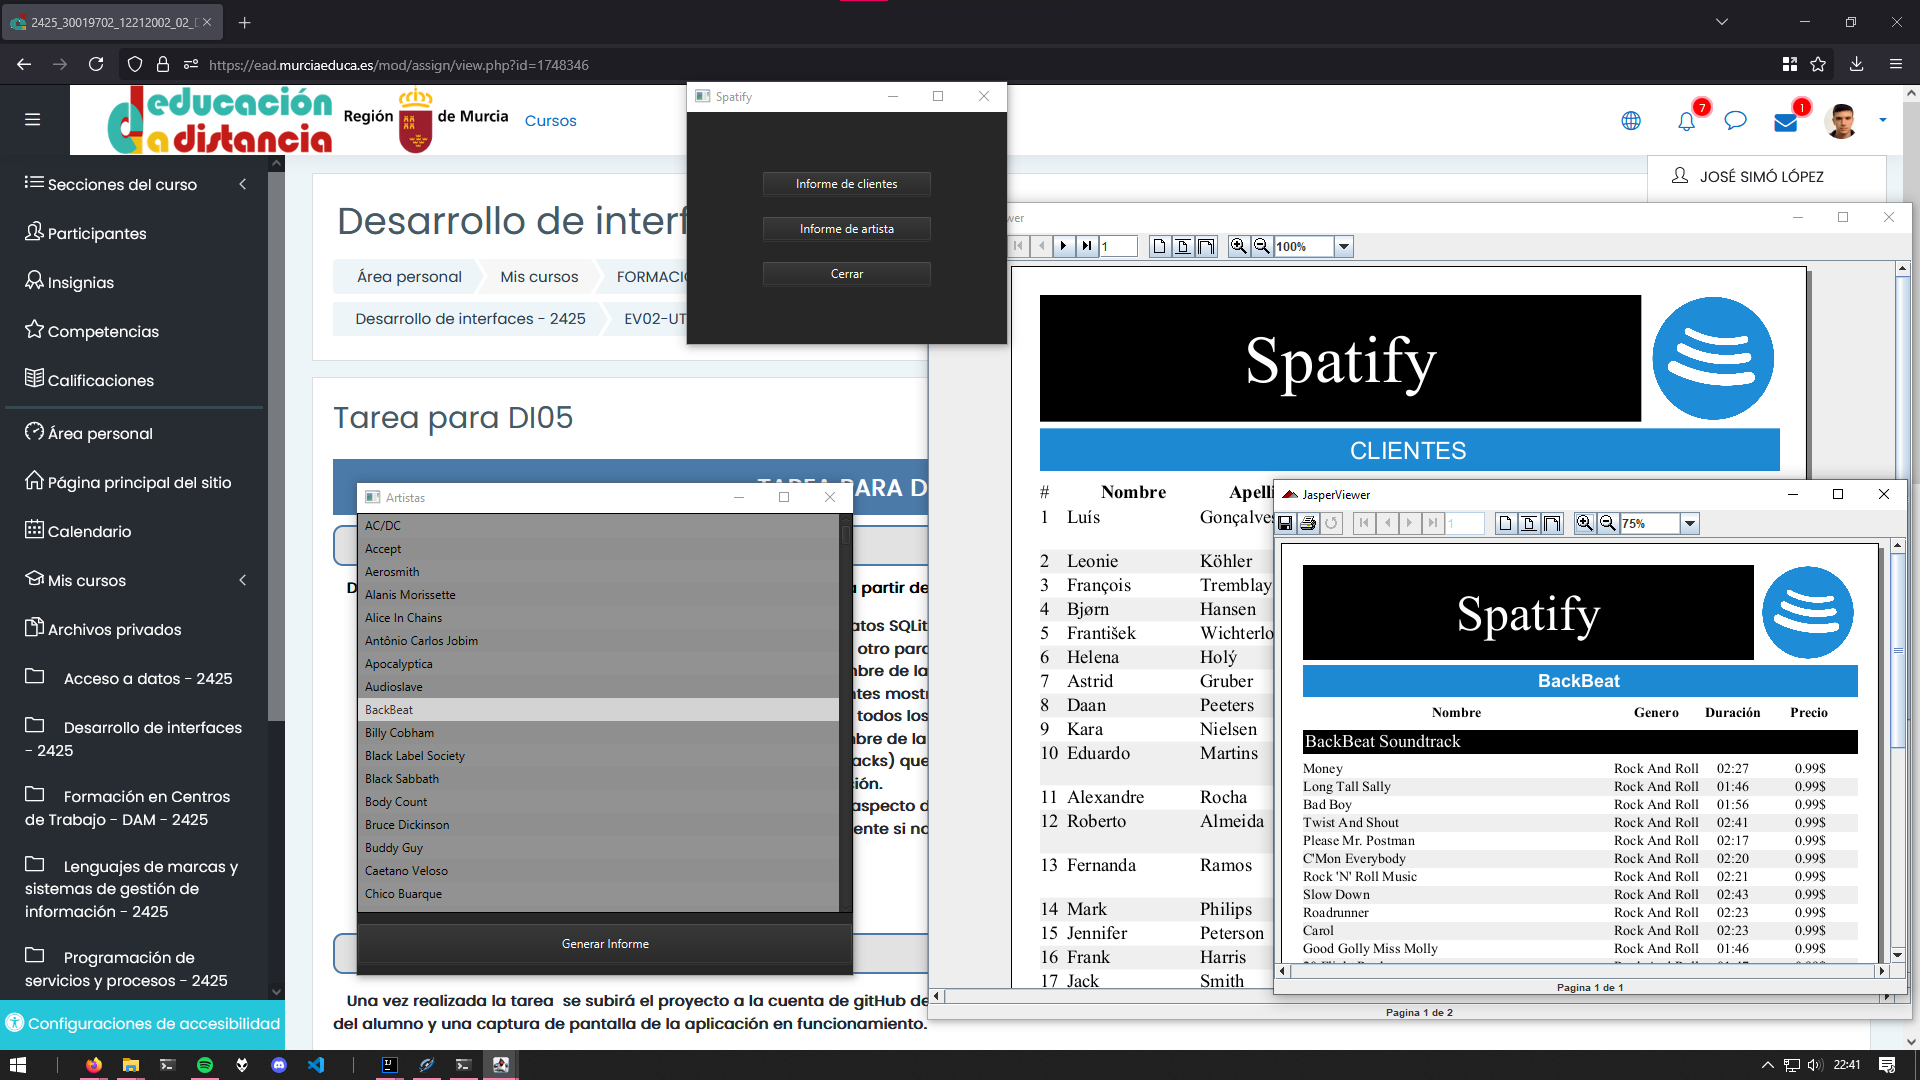 2425_30019702_12212002_02_
https://ead.murciaeduca.es/mod/assign/view.php?id=1748346
educación
a distancia
Región de Murcia
Cursos
7
1
JOSÉ SIMÓ LÓPEZ
Secciones del curso
Participantes
Insignias
Competencias
Calificaciones
Área personal
Página principal del sitio
Calendario
Mis cursos
Archivos privados
Acceso a datos - 2425
Desarrollo de interfaces
- 2425
Formación en Centros
de Trabajo - DAM - 2425
Lenguajes de marcas y
sistemas de gestión de
información - 2425
Programación de
servicios y procesos - 2425
Configuraciones de accesibilidad
Desarrollo de interf
Área personal
Mis cursos
FORMACI
Desarrollo de interfaces - 2425
EV02-UT
Tarea para DI05
PARA D
a partir de
atos SQLit
otro para
mbre de la
ntes mostr
todos los
mbre de la
acks) que
sión.
aspecto d
ente si no
Una vez realizada la tarea se subirá el proyecto a la cuenta de gitHub de
del alumno y una captura de pantalla de la aplicación en funcionamiento.
Spatify
Informe de clientes
Informe de artista
Cerrar
Artistas
AC/DC
Accept
Aerosmith
Alanis Morissette
Alice In Chains
Antônio Carlos Jobim
Apocalyptica
Audioslave
BackBeat
Billy Cobham
Black Label Society
Black Sabbath
Body Count
Bruce Dickinson
Buddy Guy
Caetano Veloso
Chico Buarque
Generar Informe
wer
1
100%
Spatify
CLIENTES
# Nombre Apelli
1 Luís Gonçalves
2 Leonie Köhler
3 François Tremblay
4 Bjørn Hansen
5 František Wichterlo
6 Helena Holý
7 Astrid Gruber
8 Daan Peeters
9 Kara Nielsen
10 Eduardo Martins
11 Alexandre Rocha
12 Roberto Almeida
13 Fernanda Ramos
14 Mark Philips
15 Jennifer Peterson
16 Frank Harris
17 Jack Smith
Pagina 1 de 2
JasperViewer
1
75%
Spatify
BackBeat
Nombre Genero Duración Precio
BackBeat Soundtrack
Money Rock And Roll 02:27 0.99$
Long Tall Sally Rock And Roll 01:46 0.99$
Bad Boy Rock And Roll 01:56 0.99$
Twist And Shout Rock And Roll 02:41 0.99$
Please Mr. Postman Rock And Roll 02:17 0.99$
C'Mon Everybody Rock And Roll 02:20 0.99$
Rock 'N' Roll Music Rock And Roll 02:21 0.99$
Slow Down Rock And Roll 02:43 0.99$
Roadrunner Rock And Roll 02:23 0.99$
Carol Rock And Roll 02:23 0.99$
Good Golly Miss Molly Rock And Roll 01:46 0.99$
Pagina 1 de 1
22:41